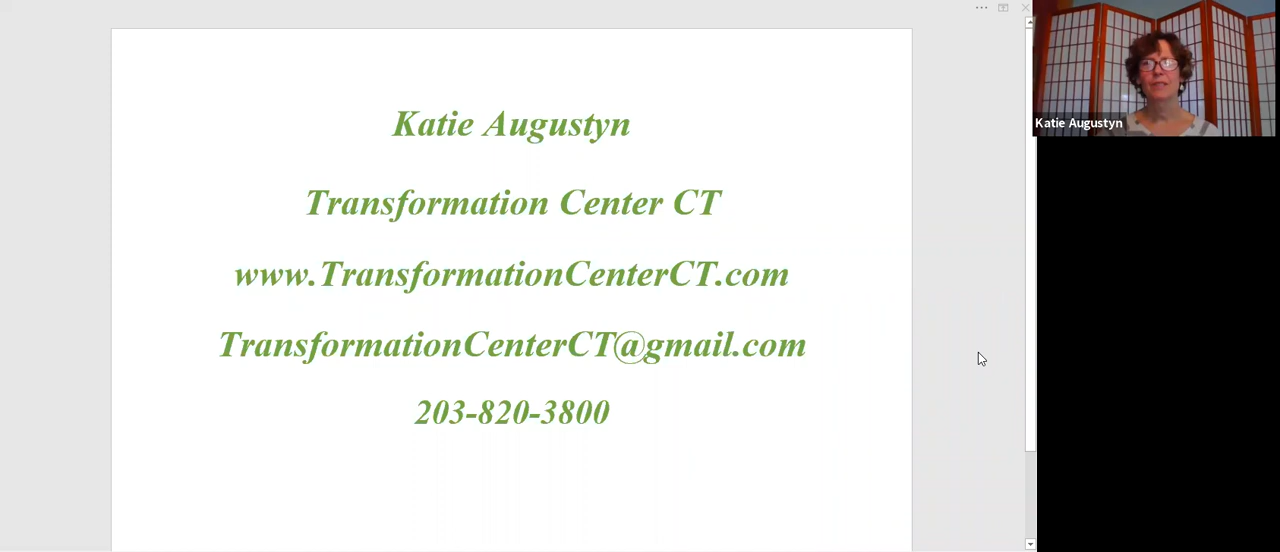 Katie Augustyn
Transformation Center CT
www.TransformationCenterCT.com
TransformationCenterCT@gmail.com
203-820-3800
Katie Augustyn